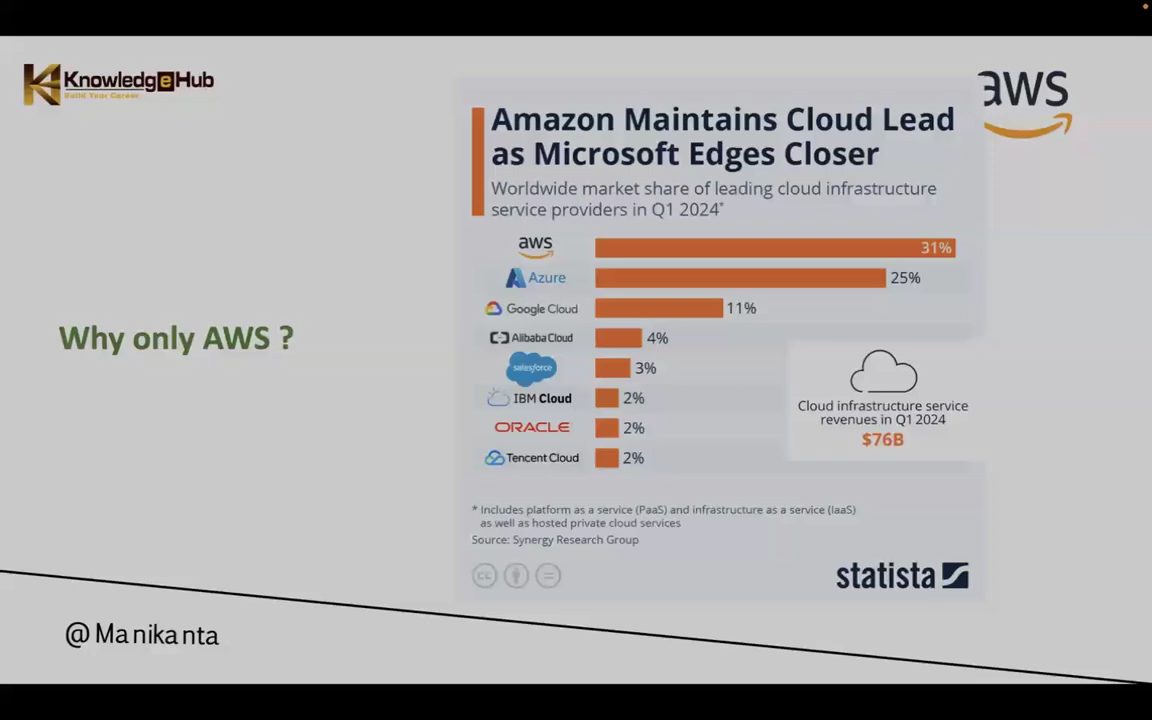 KnowledgeHub
Build Your Career
aws
Amazon Maintains Cloud Lead
as Microsoft Edges Closer
Worldwide market share of leading cloud infrastructure
service providers in Q1 2024*
aws 31%
Azure 25%
Google Cloud 11%
Alibaba Cloud 4%
salesforce 3%
IBM Cloud 2%
ORACLE 2%
Tencent Cloud 2%
Why only AWS ?
Cloud infrastructure service
revenues in Q1 2024
$76B
* Includes platform as a service (PaaS) and infrastructure as a service (IaaS)
as well as hosted private cloud services
Source: Synergy Research Group
cc
statista
@Manikanta